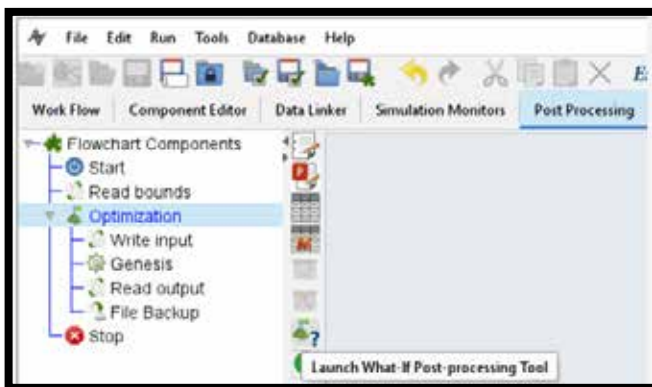 File Edit Run Tools Database Help
Work Flow Component Editor Data Linker Simulation Monitors Post Processing
Flowchart Components
Start
Read bounds
Optimization
Write input
Genesis
Read output
File Backup
Stop
Launch What-If Post-processing Tool